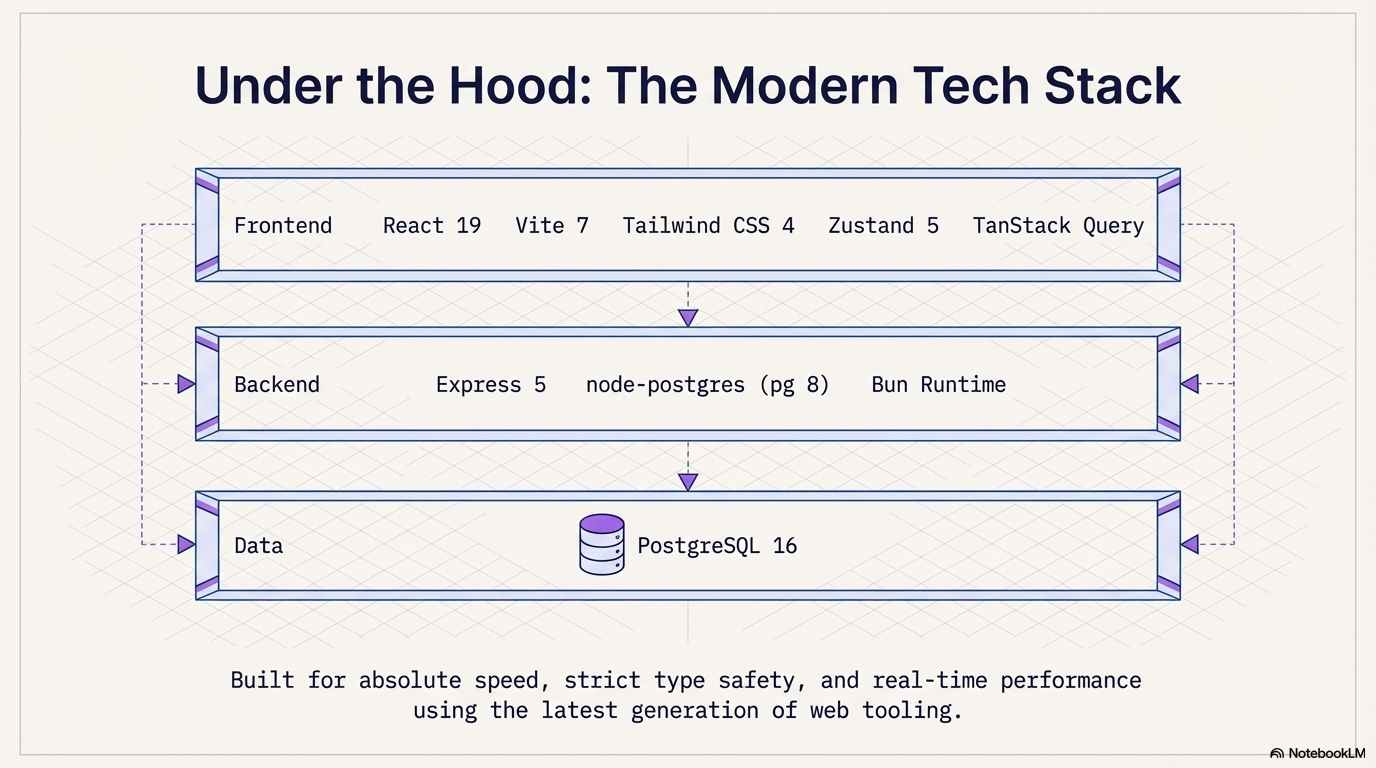 Under the Hood: The Modern Tech Stack
Frontend React 19 Vite 7 Tailwind CSS 4 Zustand 5 TanStack Query
Backend Express 5 node-postgres (pg 8) Bun Runtime
Data PostgreSQL 16
Built for absolute speed, strict type safety, and real-time performance
using the latest generation of web tooling.
NotebookLM